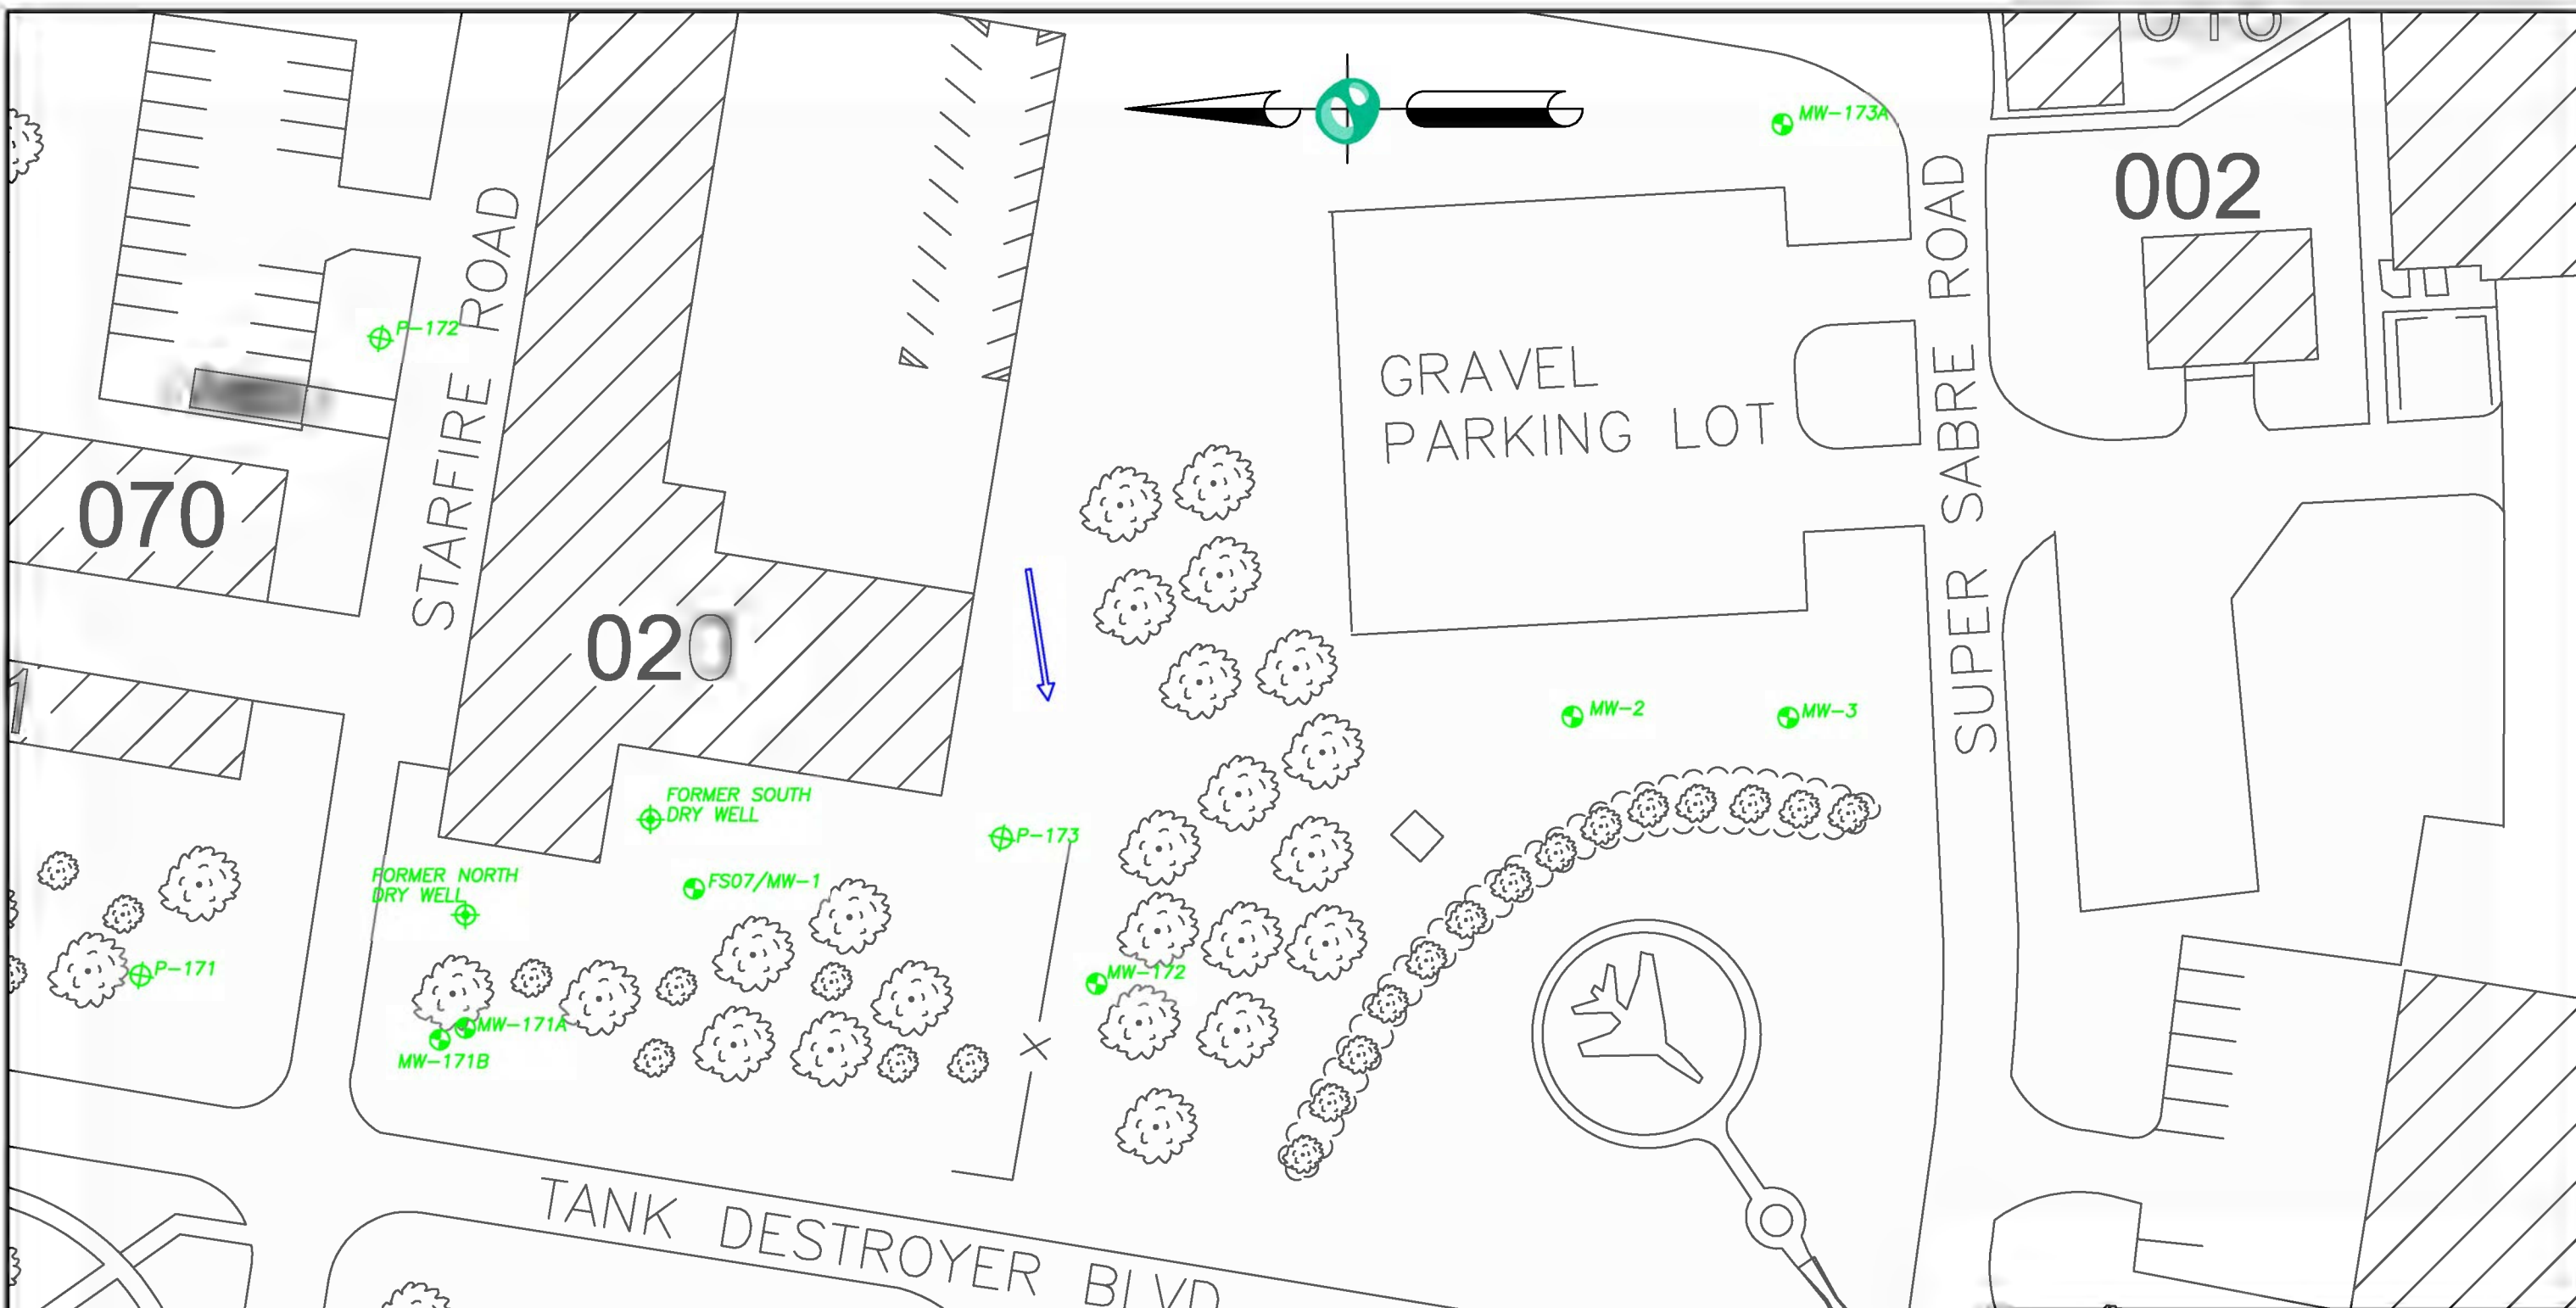 MW-173A
002
P-172
STARFIRE ROAD
SUPER SABRE ROAD
GRAVEL
PARKING LOT
070
020
MW-2
MW-3
FORMER SOUTH
DRY WELL
P-173
FORMER NORTH
DRY WELL
FS07/MW-1
P-171
MW-172
MW-171A
MW-171B
TANK DESTROYER BLVD